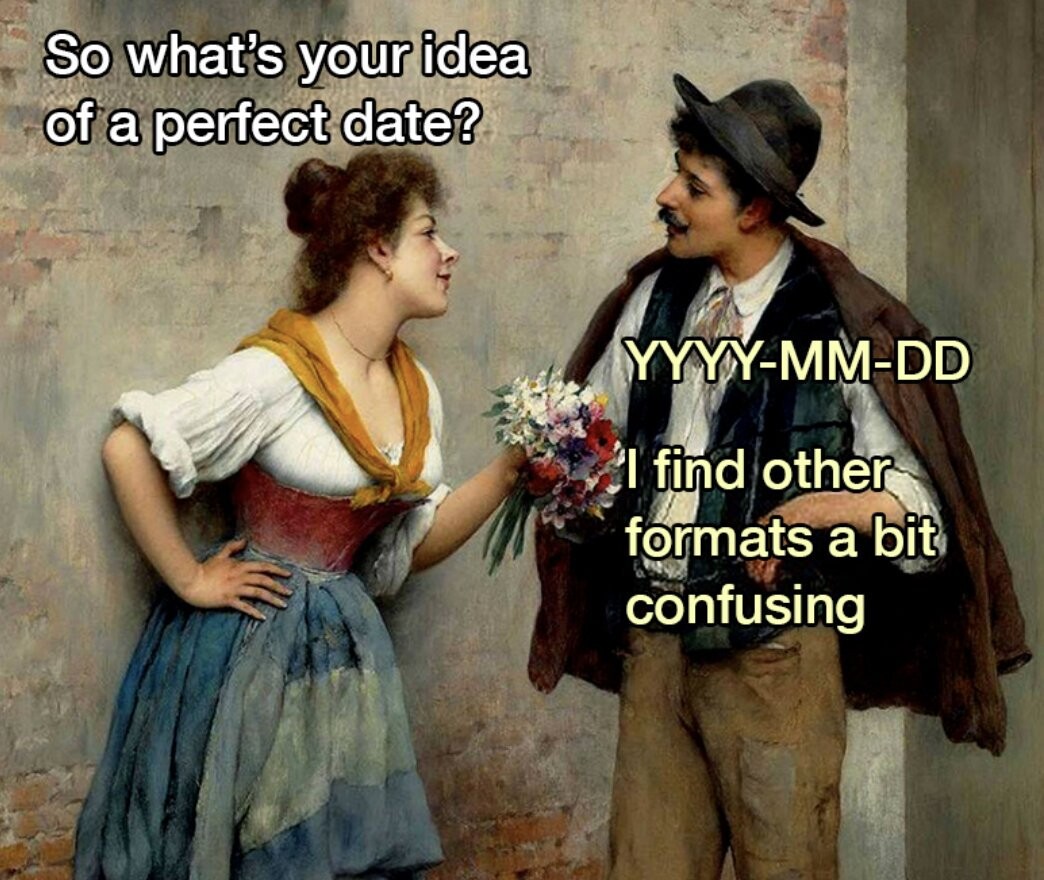 So what’s your idea
of a perfect date?
YYYY-MM-DD
I find other
formats a bit
confusing